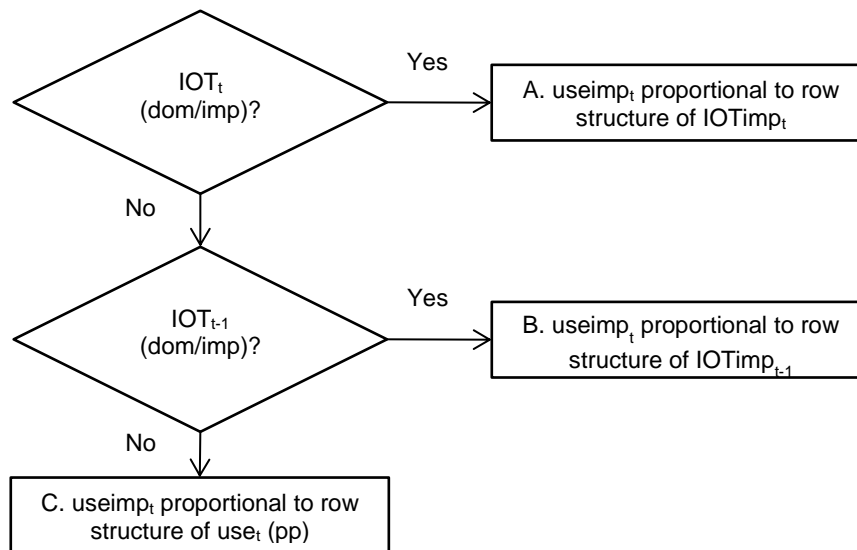 IOTₜ
(dom/imp)?
Yes
A. useimpₜ proportional to row
structure of IOTimpₜ
No
IOTₜ₋₁
(dom/imp)?
Yes
B. useimpₜ proportional to row
structure of IOTimpₜ₋₁
No
C. useimpₜ proportional to row
structure of useₜ (pp)